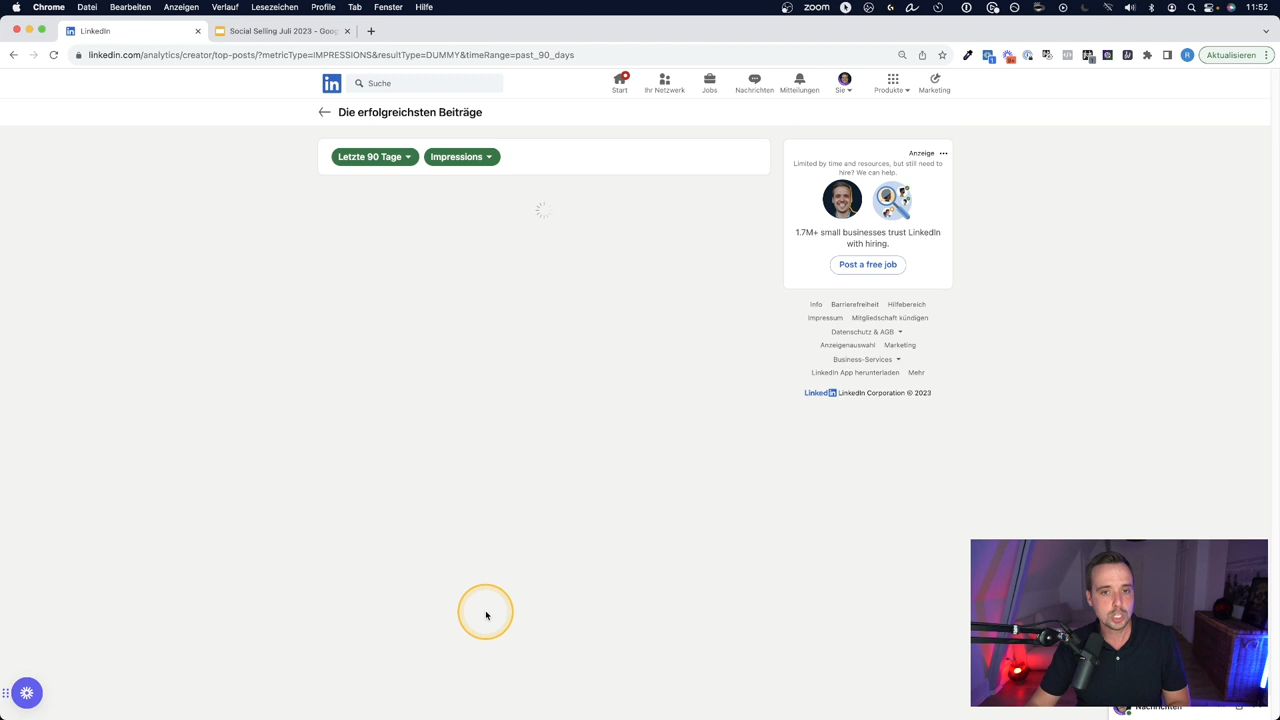 Chrome Datei Bearbeiten Anzeigen Verlauf Lesezeichen Profile Tab Fenster Hilfe
11:52
LinkedIn
Social Selling Juli 2023 - Goog
linkedin.com/analytics/creator/top-posts/?metricType=IMPRESSIONS&resultType=DUMMY&timeRange=past_90_days
Aktualisieren
Suche
Start
Ihr Netzwerk
Jobs
Nachrichten
Mitteilungen
Sie
Produkte
Marketing
Die erfolgreichsten Beiträge
Letzte 90 Tage
Impressions
Anzeige
Limited by time and resources, but still need to
hire? We can help.
1.7M+ small businesses trust LinkedIn
with hiring.
Post a free job
Info Barrierefreiheit Hilfebereich
Impressum Mitgliedschaft kündigen
Datenschutz & AGB
Anzeigenauswahl Marketing
Business-Services
LinkedIn App herunterladen Mehr
LinkedIn LinkedIn Corporation © 2023
Nachrichten